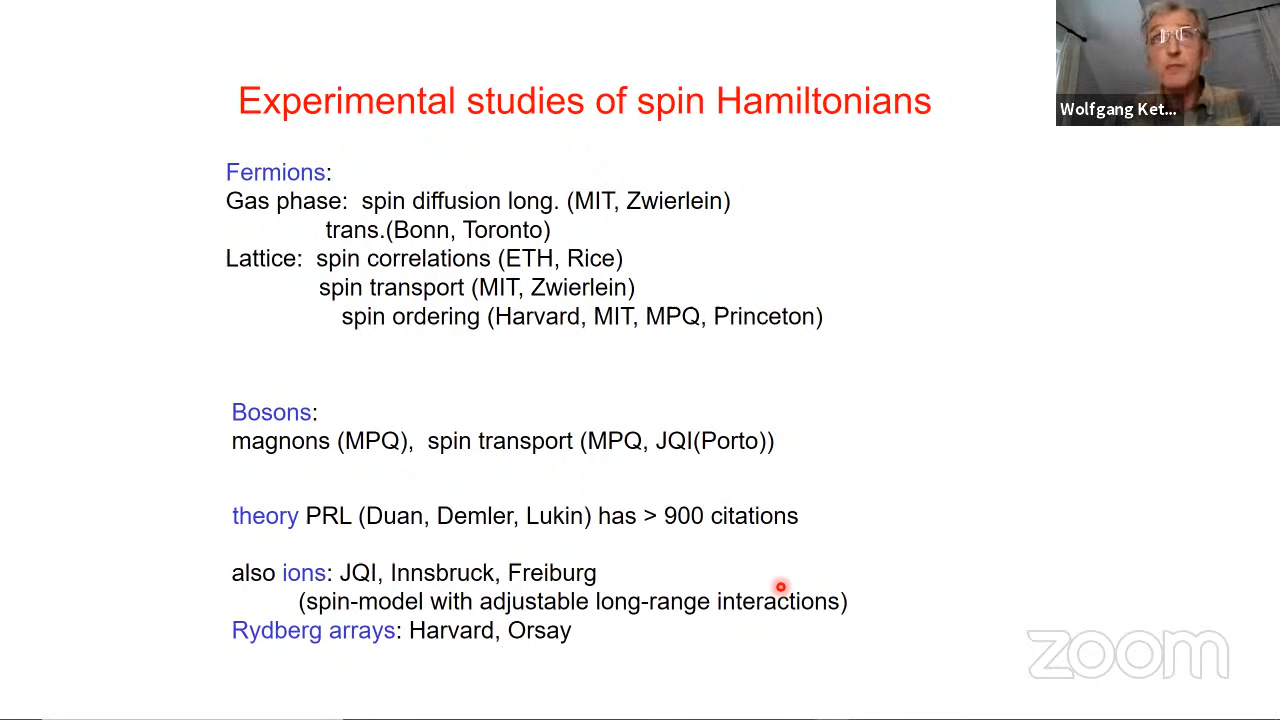 Experimental studies of spin Hamiltonians
Wolfgang Ket...
Fermions:
Gas phase: spin diffusion long. (MIT, Zwierlein)
trans.(Bonn, Toronto)
Lattice: spin correlations (ETH, Rice)
spin transport (MIT, Zwierlein)
spin ordering (Harvard, MIT, MPQ, Princeton)
Bosons:
magnons (MPQ), spin transport (MPQ, JQI(Porto))
theory PRL (Duan, Demler, Lukin) has > 900 citations
also ions: JQI, Innsbruck, Freiburg
(spin-model with adjustable long-range interactions)
Rydberg arrays: Harvard, Orsay
zoom